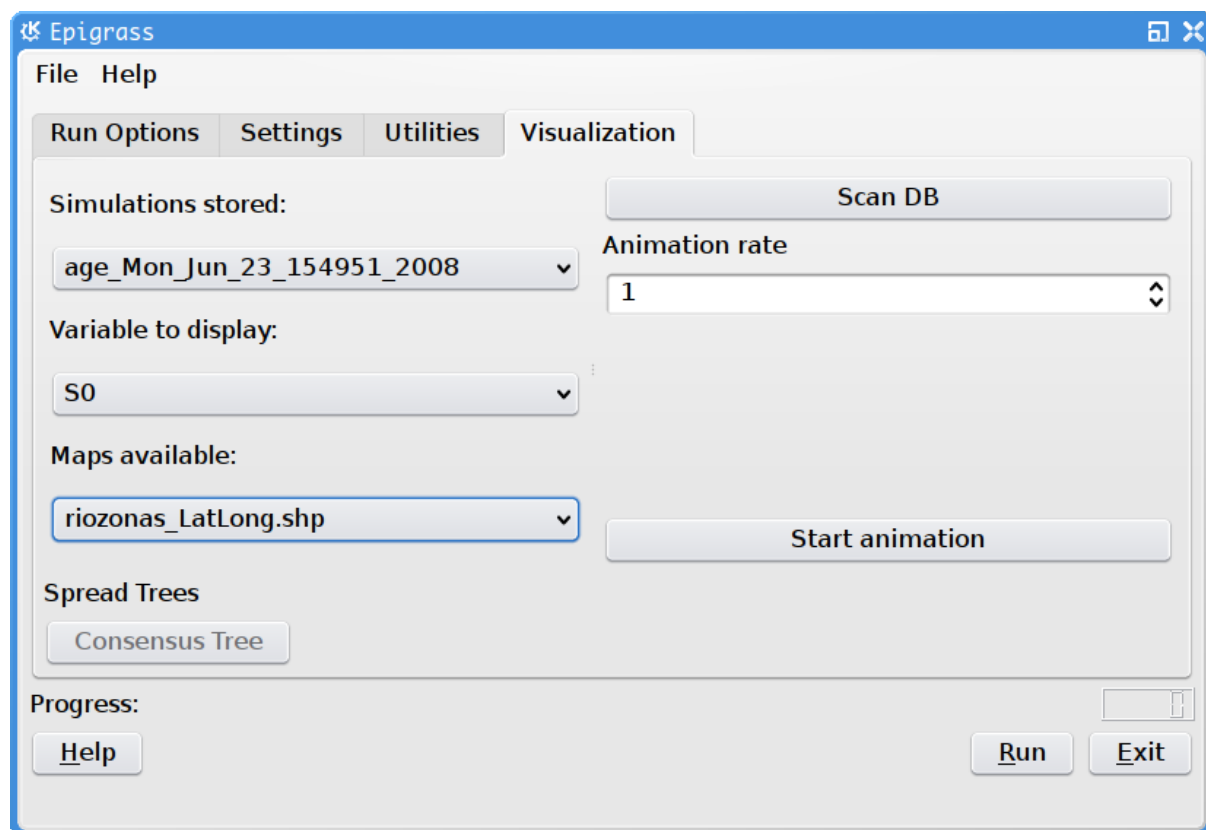 Epigrass
File Help
Run Options Settings Utilities Visualization
Simulations stored:
age_Mon_Jun_23_154951_2008
Variable to display:
S0
Maps available:
riozonas_LatLong.shp
Spread Trees
Consensus Tree
Scan DB
Animation rate
1
Start animation
Progress:
0
Help Run Exit